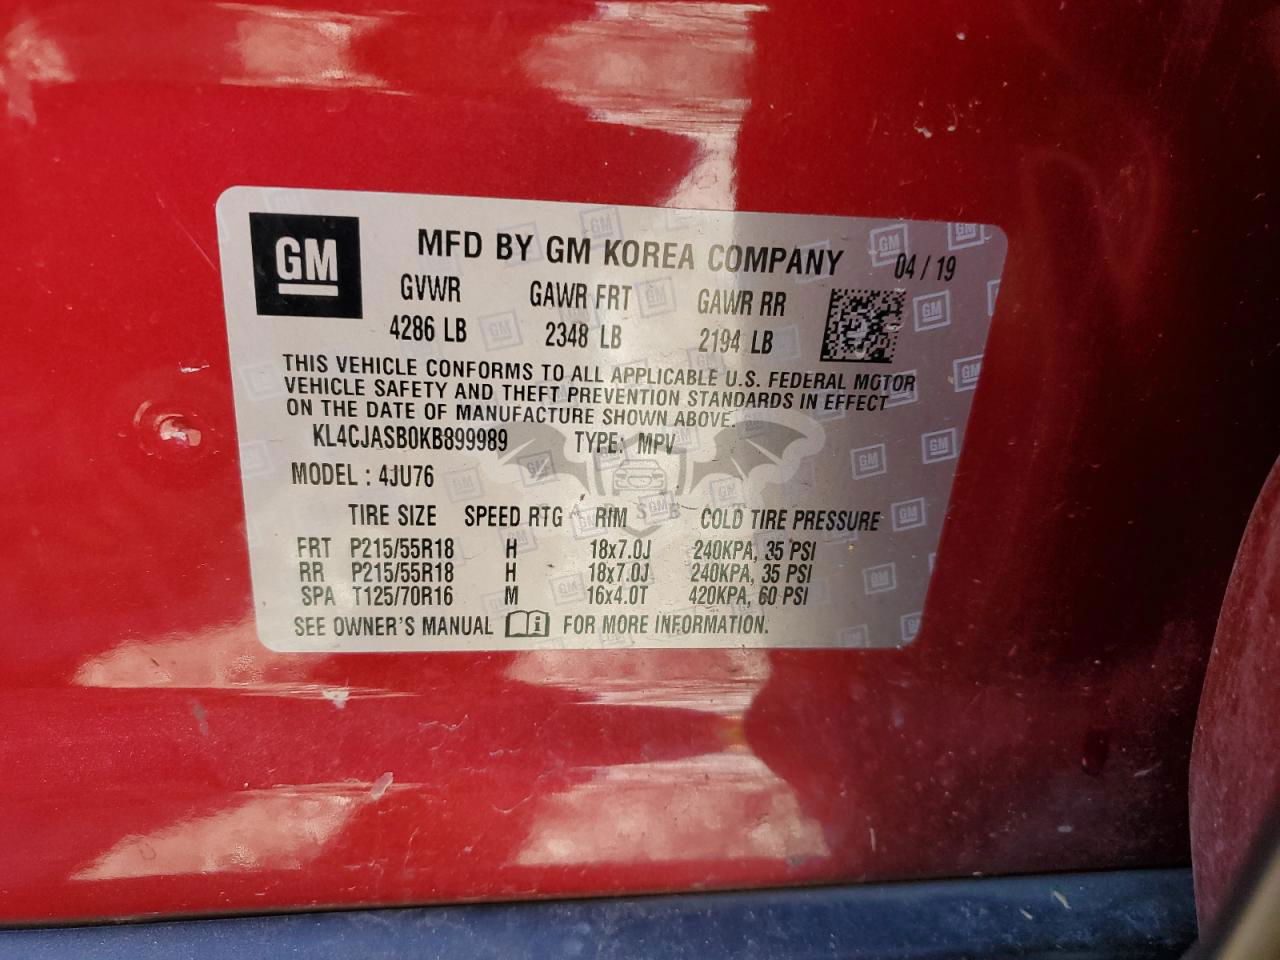 GM
MFD BY GM KOREA COMPANY 04 / 19
GVWR GAWR FRT GAWR RR
4286 LB 2348 LB 2194 LB
THIS VEHICLE CONFORMS TO ALL APPLICABLE U.S. FEDERAL MOTOR
VEHICLE SAFETY AND THEFT PREVENTION STANDARDS IN EFFECT
ON THE DATE OF MANUFACTURE SHOWN ABOVE.
KL4CJASB0KB899989 TYPE: MPV
MODEL : 4JU76
TIRE SIZE SPEED RTG RIM COLD TIRE PRESSURE
FRT P215/55R18 H 18x7.0J 240KPA, 35 PSI
RR P215/55R18 H 18x7.0J 240KPA, 35 PSI
SPA T125/70R16 M 16x4.0T 420KPA, 60 PSI
SEE OWNER'S MANUAL i FOR MORE INFORMATION.